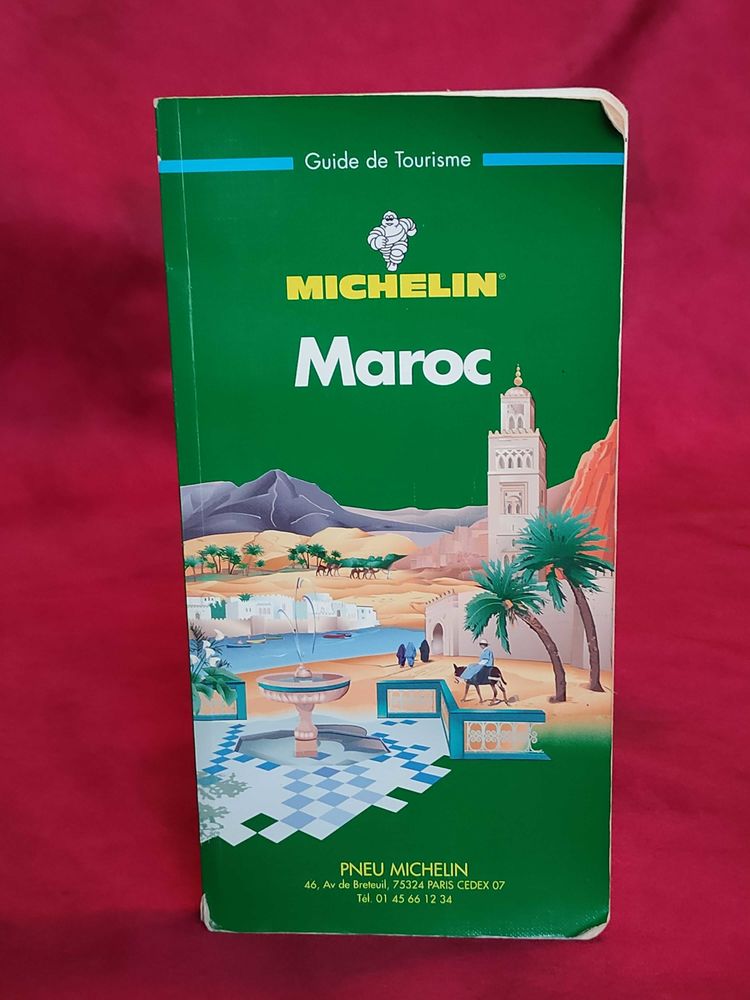 Guide de Tourisme
MICHELIN®
Maroc
PNEU MICHELIN
46, Av de Breteuil, 75324 PARIS CEDEX 07
Tél. 01 45 66 12 34